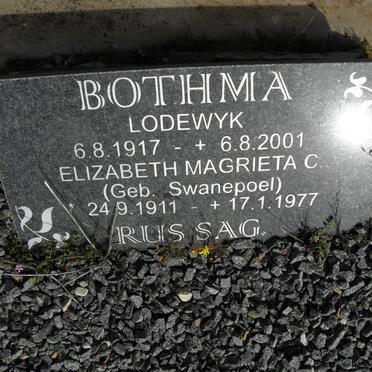 BOTHMA
LODEWYK
6.8.1917 - + 6.8.2001
ELIZABETH MAGRIETA C.
(Geb. Swanepoel)
* 24.9.1911 - + 17.1.1977
RUS SAG.